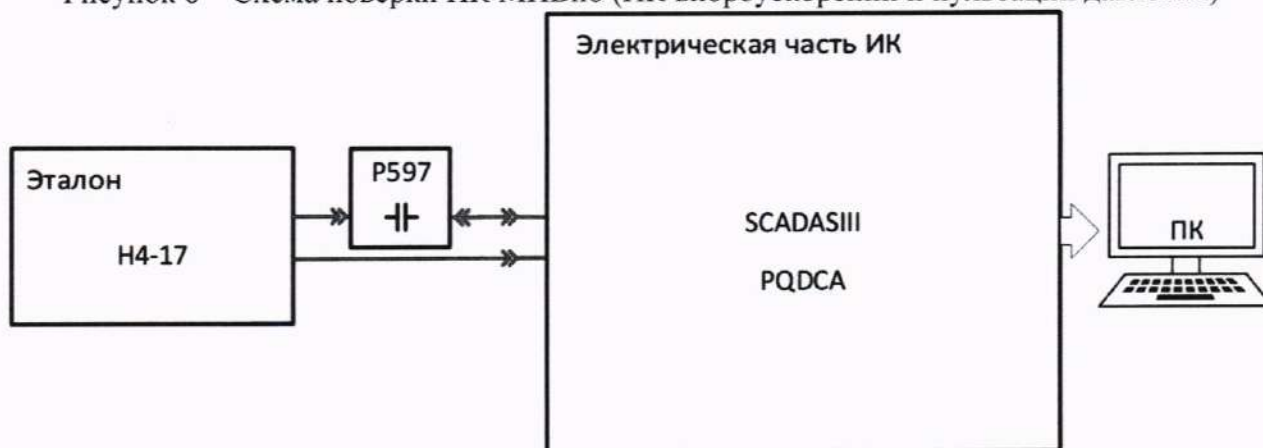 Электрическая часть ИК
Эталон
Н4-17
Р597
SCADASIII
PQDCA
ПК